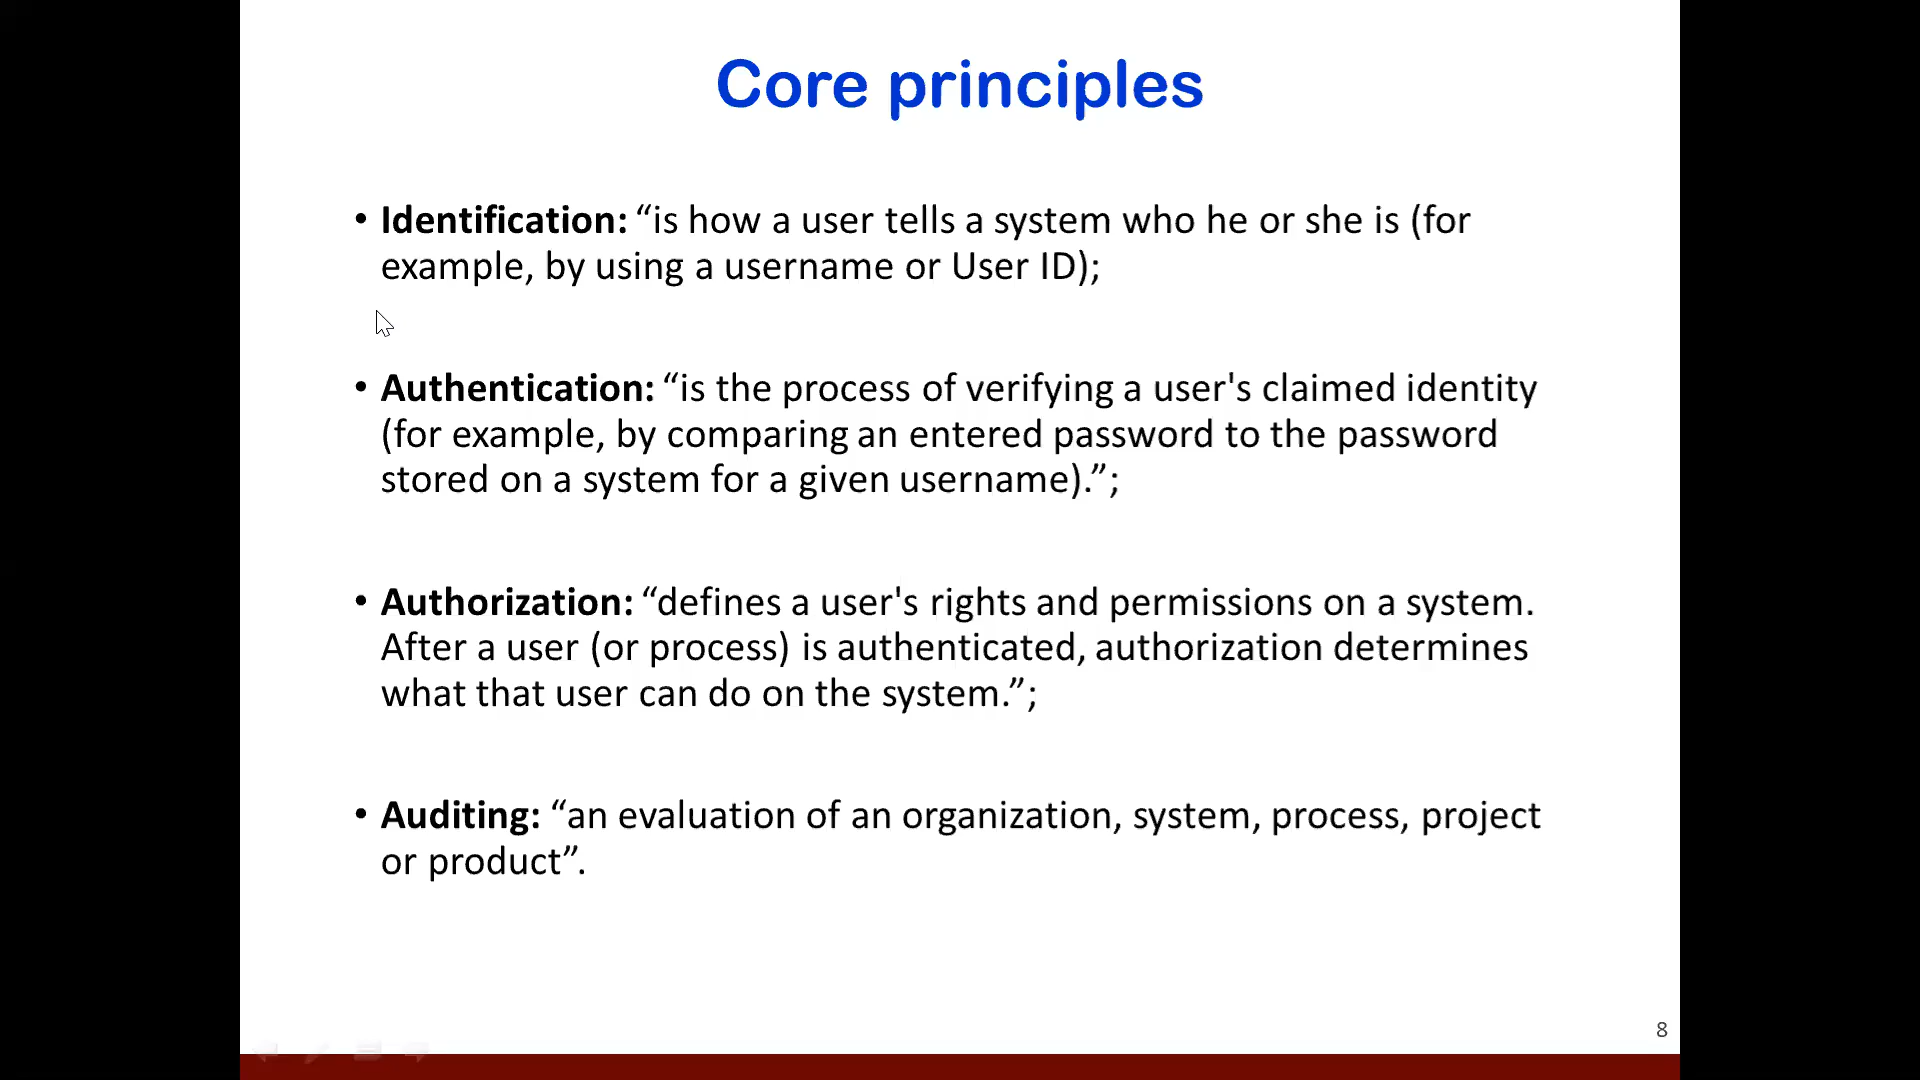 Core principles
• Identification: “is how a user tells a system who he or she is (for
example, by using a username or User ID);
• Authentication: “is the process of verifying a user's claimed identity
(for example, by comparing an entered password to the password
stored on a system for a given username).”;
• Authorization: “defines a user's rights and permissions on a system.
After a user (or process) is authenticated, authorization determines
what that user can do on the system.”;
• Auditing: “an evaluation of an organization, system, process, project
or product”.
8